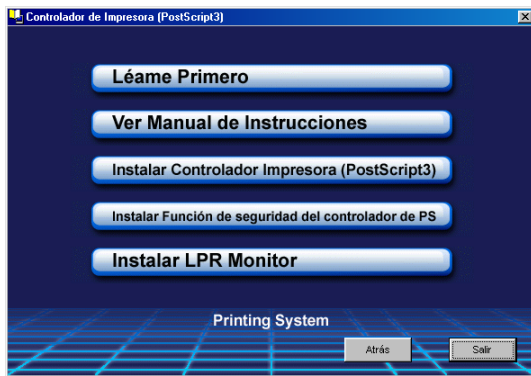 Controlador de Impresora (PostScript3)
Léame Primero
Ver Manual de Instrucciones
Instalar Controlador Impresora (PostScript3)
Instalar Función de seguridad del controlador de PS
Instalar LPR Monitor
Printing System
Atrás
Salir